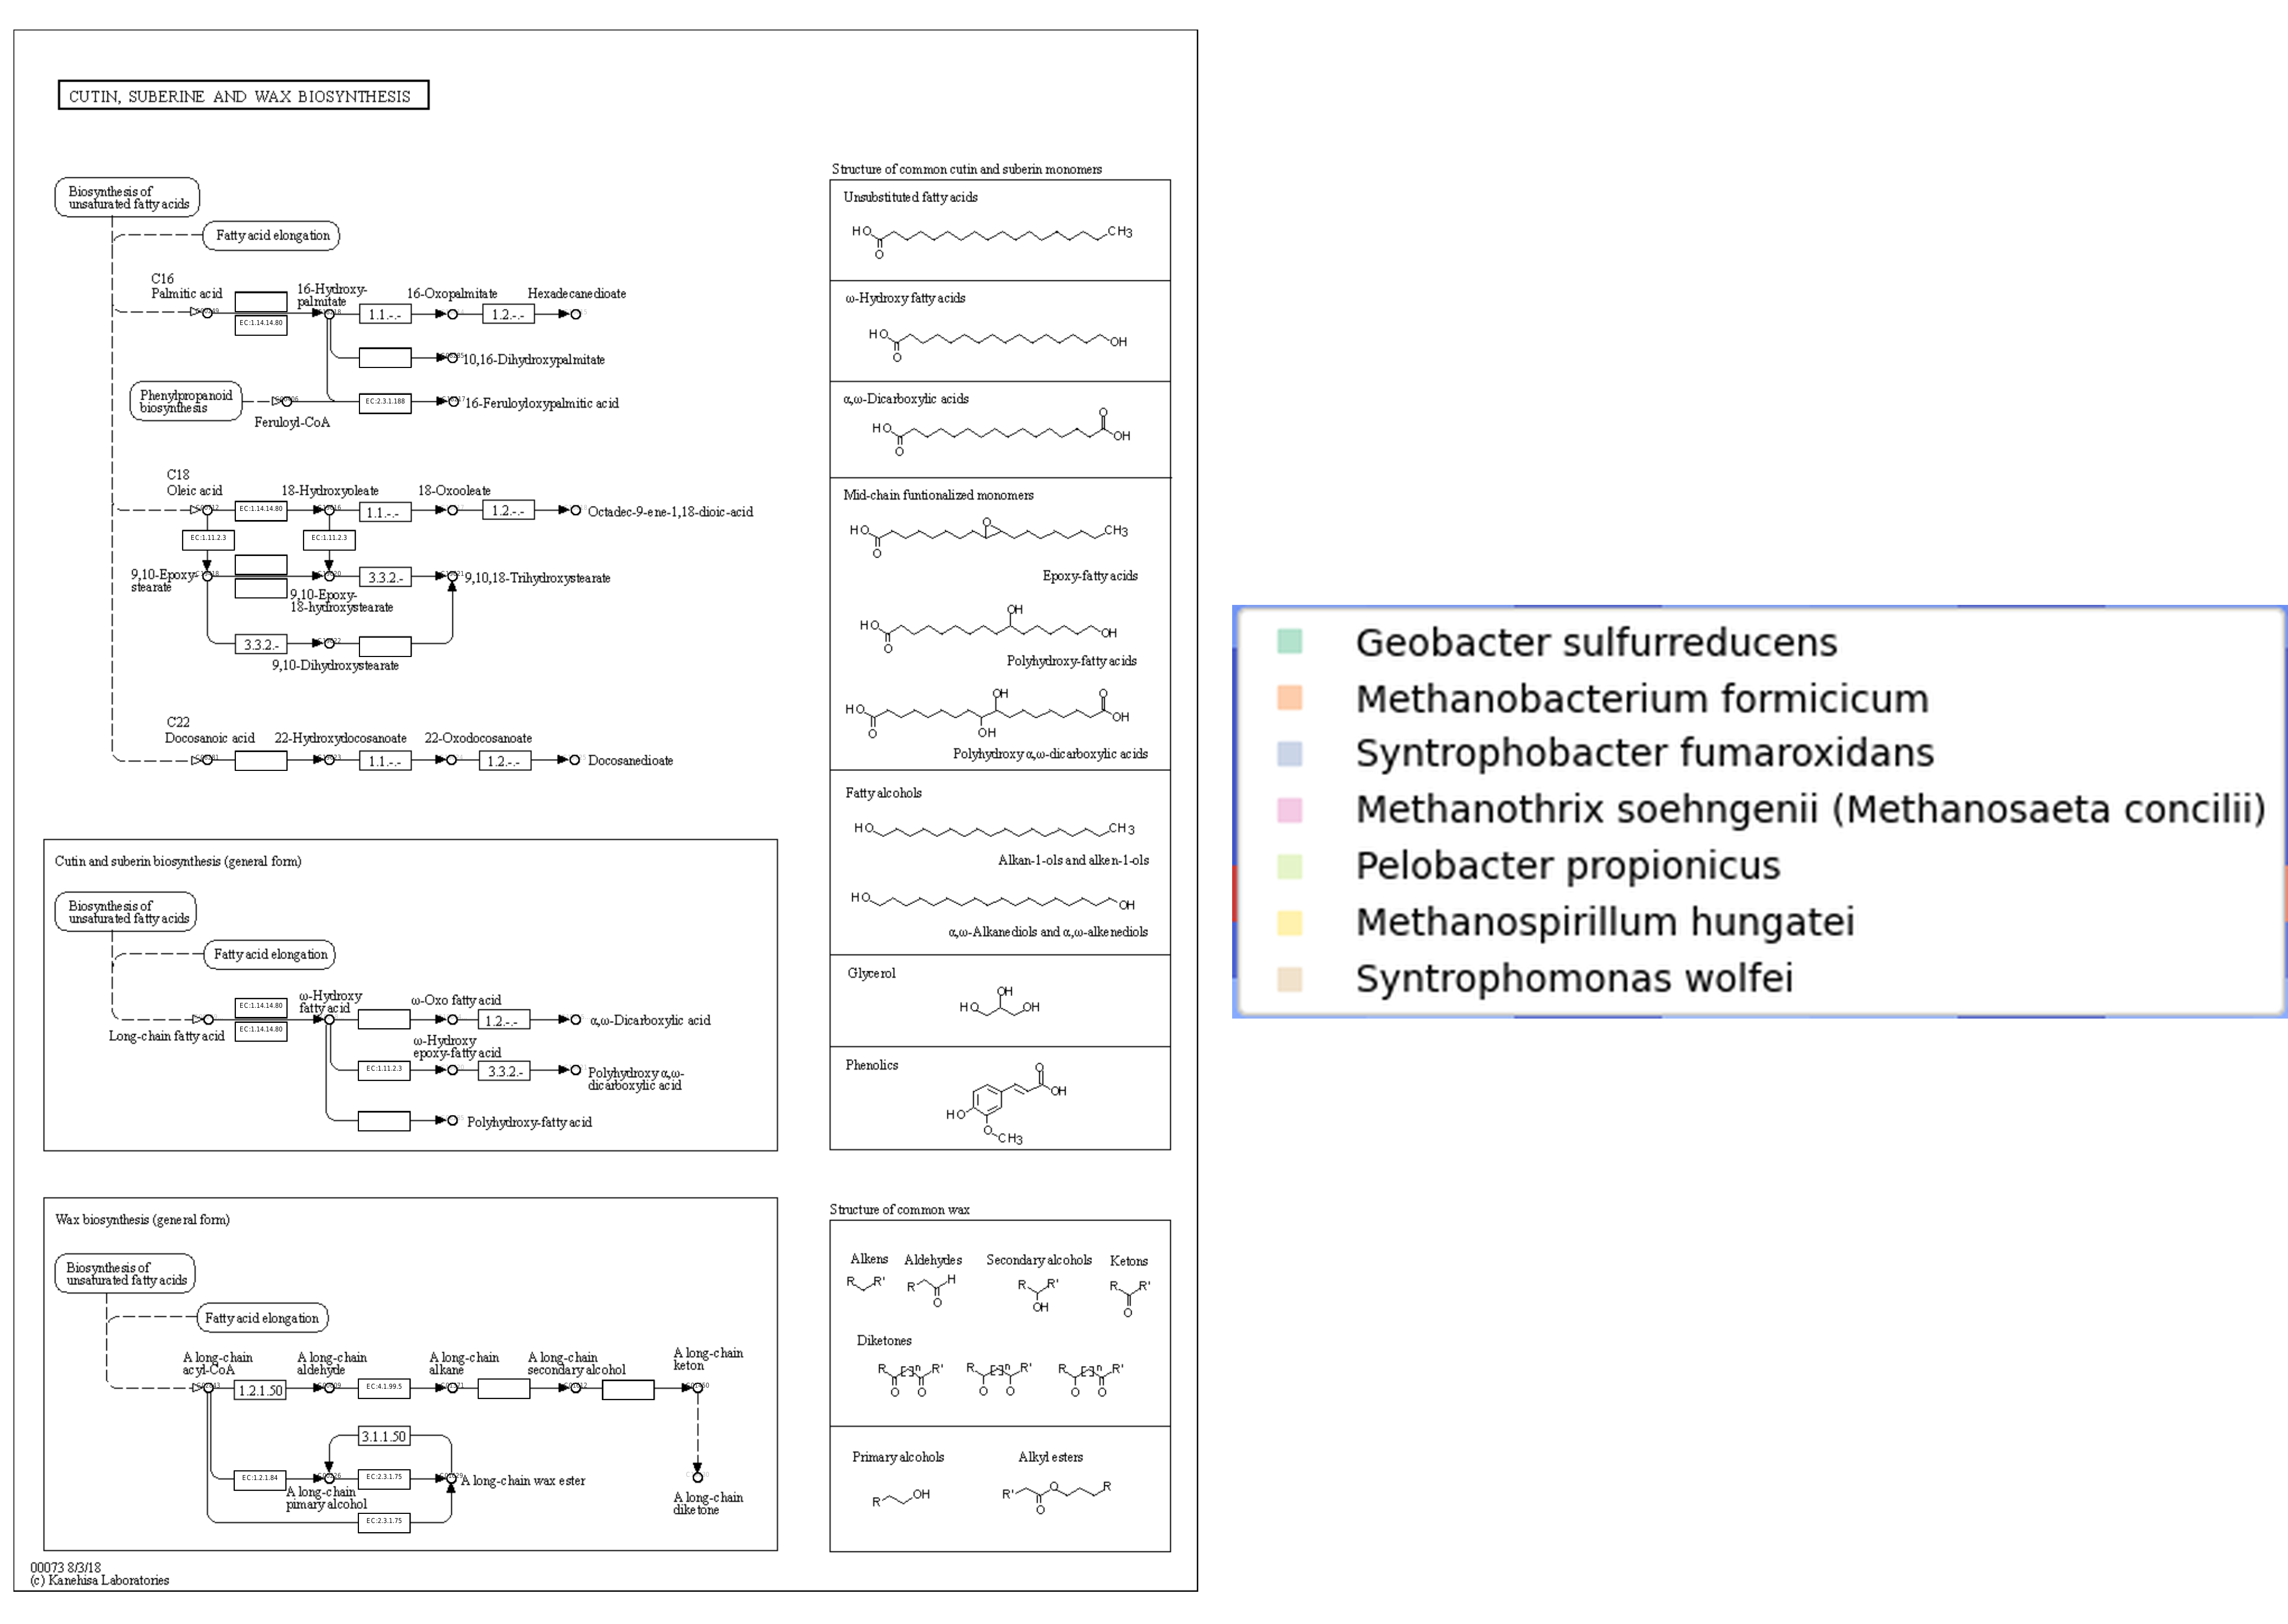 CUTIN, SUBERINE AND WAX BIOSYNTHESIS
Biosynthesis of
unsaturated fatty acids
Fatty acid elongation
C16
Palmitic acid
EC:1.14.14.80
16-Hydroxy-
palmitate
1.1.-.-
16-Oxopalmitate
1.2.-.-
Hexadecanedioate
10,16-Dihydroxypalmitate
Phenylpropanoid
biosynthesis
Feruloyl-CoA
EC:2.3.1.188
16-Feruloyloxypalmitic acid
C18
Oleic acid
EC:1.14.14.80
18-Hydroxyoleate
1.1.-.-
18-Oxooleate
1.2.-.-
Octadec-9-ene-1,18-dioic-acid
EC:1.11.2.3
EC:1.11.2.3
9,10-Epoxy-
stearate
9,10-Epoxy-
18-hydroxystearate
3.3.2.-
9,10,18-Trihydroxystearate
3.3.2.-
9,10-Dihydroxystearate
C22
Docosanoic acid
22-Hydroxydocosanoate
1.1.-.-
22-Oxodocosanoate
1.2.-.-
Docosanedioate
Cutin and suberin biosynthesis (general form)
Biosynthesis of
unsaturated fatty acids
Fatty acid elongation
Long-chain fatty acid
EC:1.14.14.80
EC:1.14.14.80
ω-Hydroxy
fatty acid
ω-Oxo fatty acid
1.2.-.-
α,ω-Dicarboxylic acid
EC:1.11.2.3
ω-Hydroxy
epoxy-fatty acid
3.3.2.-
Polyhydroxy α,ω-
dicarboxylic acid
Polyhydroxy-fatty acid
Wax biosynthesis (general form)
Biosynthesis of
unsaturated fatty acids
Fatty acid elongation
A long-chain
acyl-CoA
1.2.1.50
A long-chain
aldehyde
EC:4.1.99.5
A long-chain
alkane
A long-chain
secondary alcohol
A long-chain
keton
3.1.1.50
EC:1.2.1.84
A long-chain
pimary alcohol
EC:2.3.1.75
A long-chain wax ester
EC:2.3.1.75
A long-chain
diketone
00073 8/3/18
(c) Kanehisa Laboratories
Structure of common cutin and suberin monomers
Unsubstituted fatty acids
HO O CH3
ω-Hydroxy fatty acids
HO O OH
α,ω-Dicarboxylic acids
HO O O OH
Mid-chain funtionalized monomers
HO O O CH3
Epoxy-fatty acids
HO O OH OH
Polyhydroxy-fatty acids
HO O OH OH O OH
Polyhydroxy α,ω-dicarboxylic acids
Fatty alcohols
HO CH3
Alkan-1-ols and alken-1-ols
HO OH
α,ω-Alkanediols and α,ω-alkenediols
Glycerol
HO OH OH
Phenolics
HO O CH3 O OH
Structure of common wax
Alkens Aldehydes Secondary alcohols Ketons
R R' R O H R OH R' R O R'
Diketones
R O [ ]n O R' R O [ ]n O R' R O [ ]n O R'
Primary alcohols Alkyl esters
R OH R' O O R
Geobacter sulfurreducens
Methanobacterium formicicum
Syntrophobacter fumaroxidans
Methanothrix soehngenii (Methanosaeta concilii)
Pelobacter propionicus
Methanospirillum hungatei
Syntrophomonas wolfei